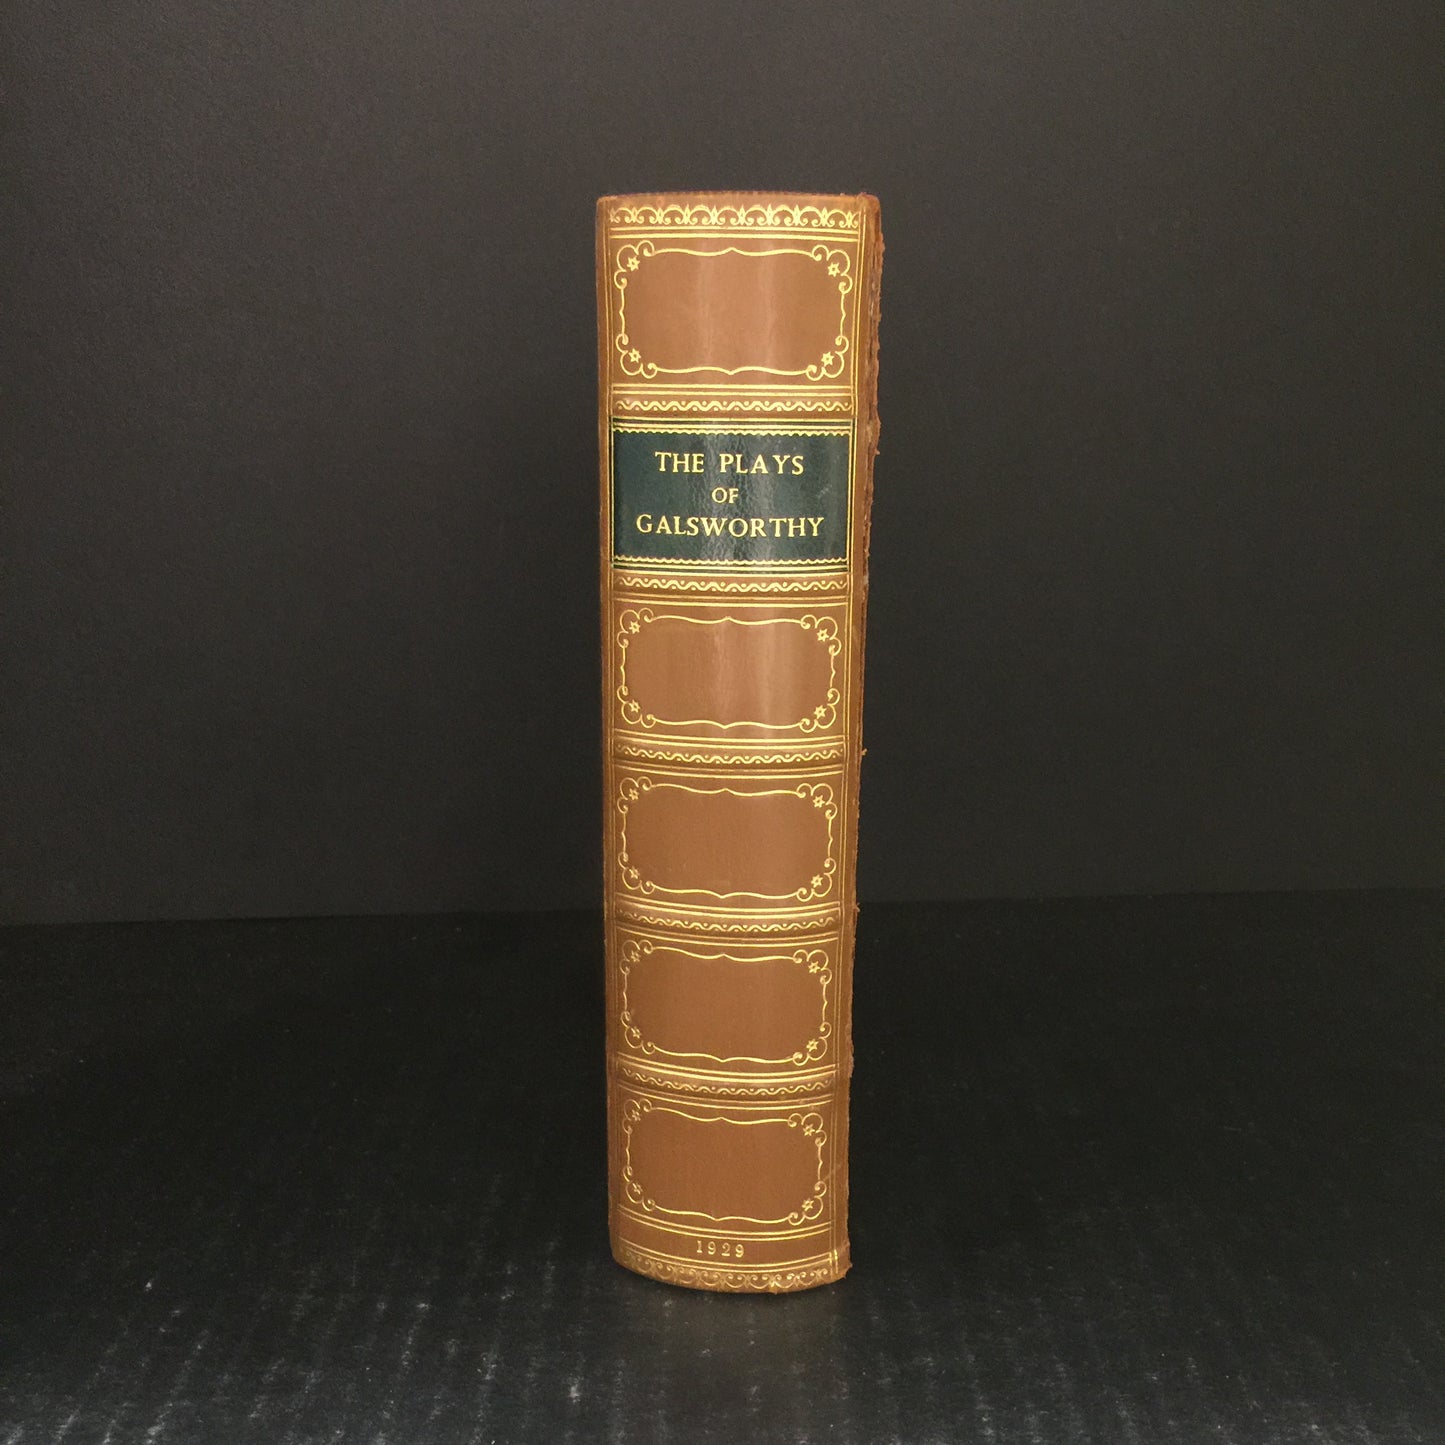 THE PLAYS
OF
GALSWORTHY
1929